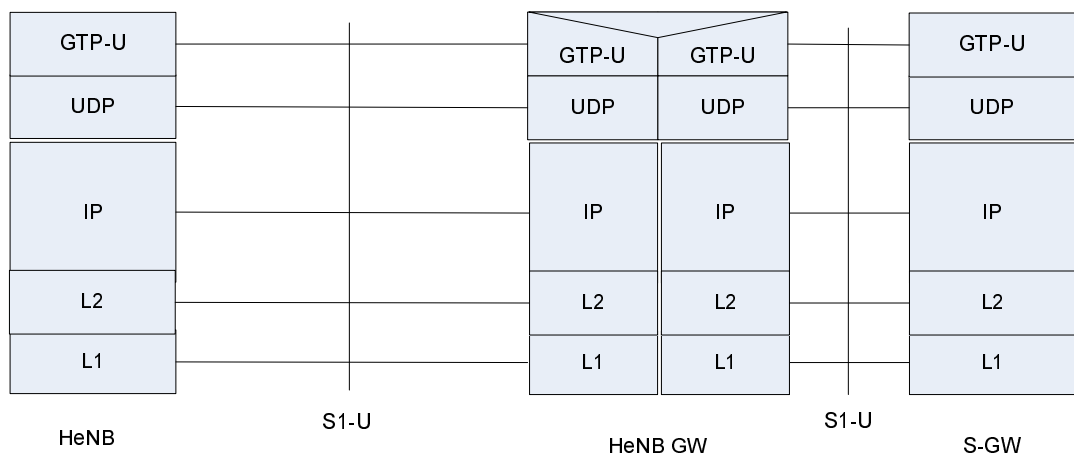 GTP-U GTP-U GTP-U GTP-U
UDP UDP UDP UDP
IP IP IP IP
L2 L2 L2 L2
L1 L1 L1 L1
S1-U S1-U
HeNB HeNB GW S-GW